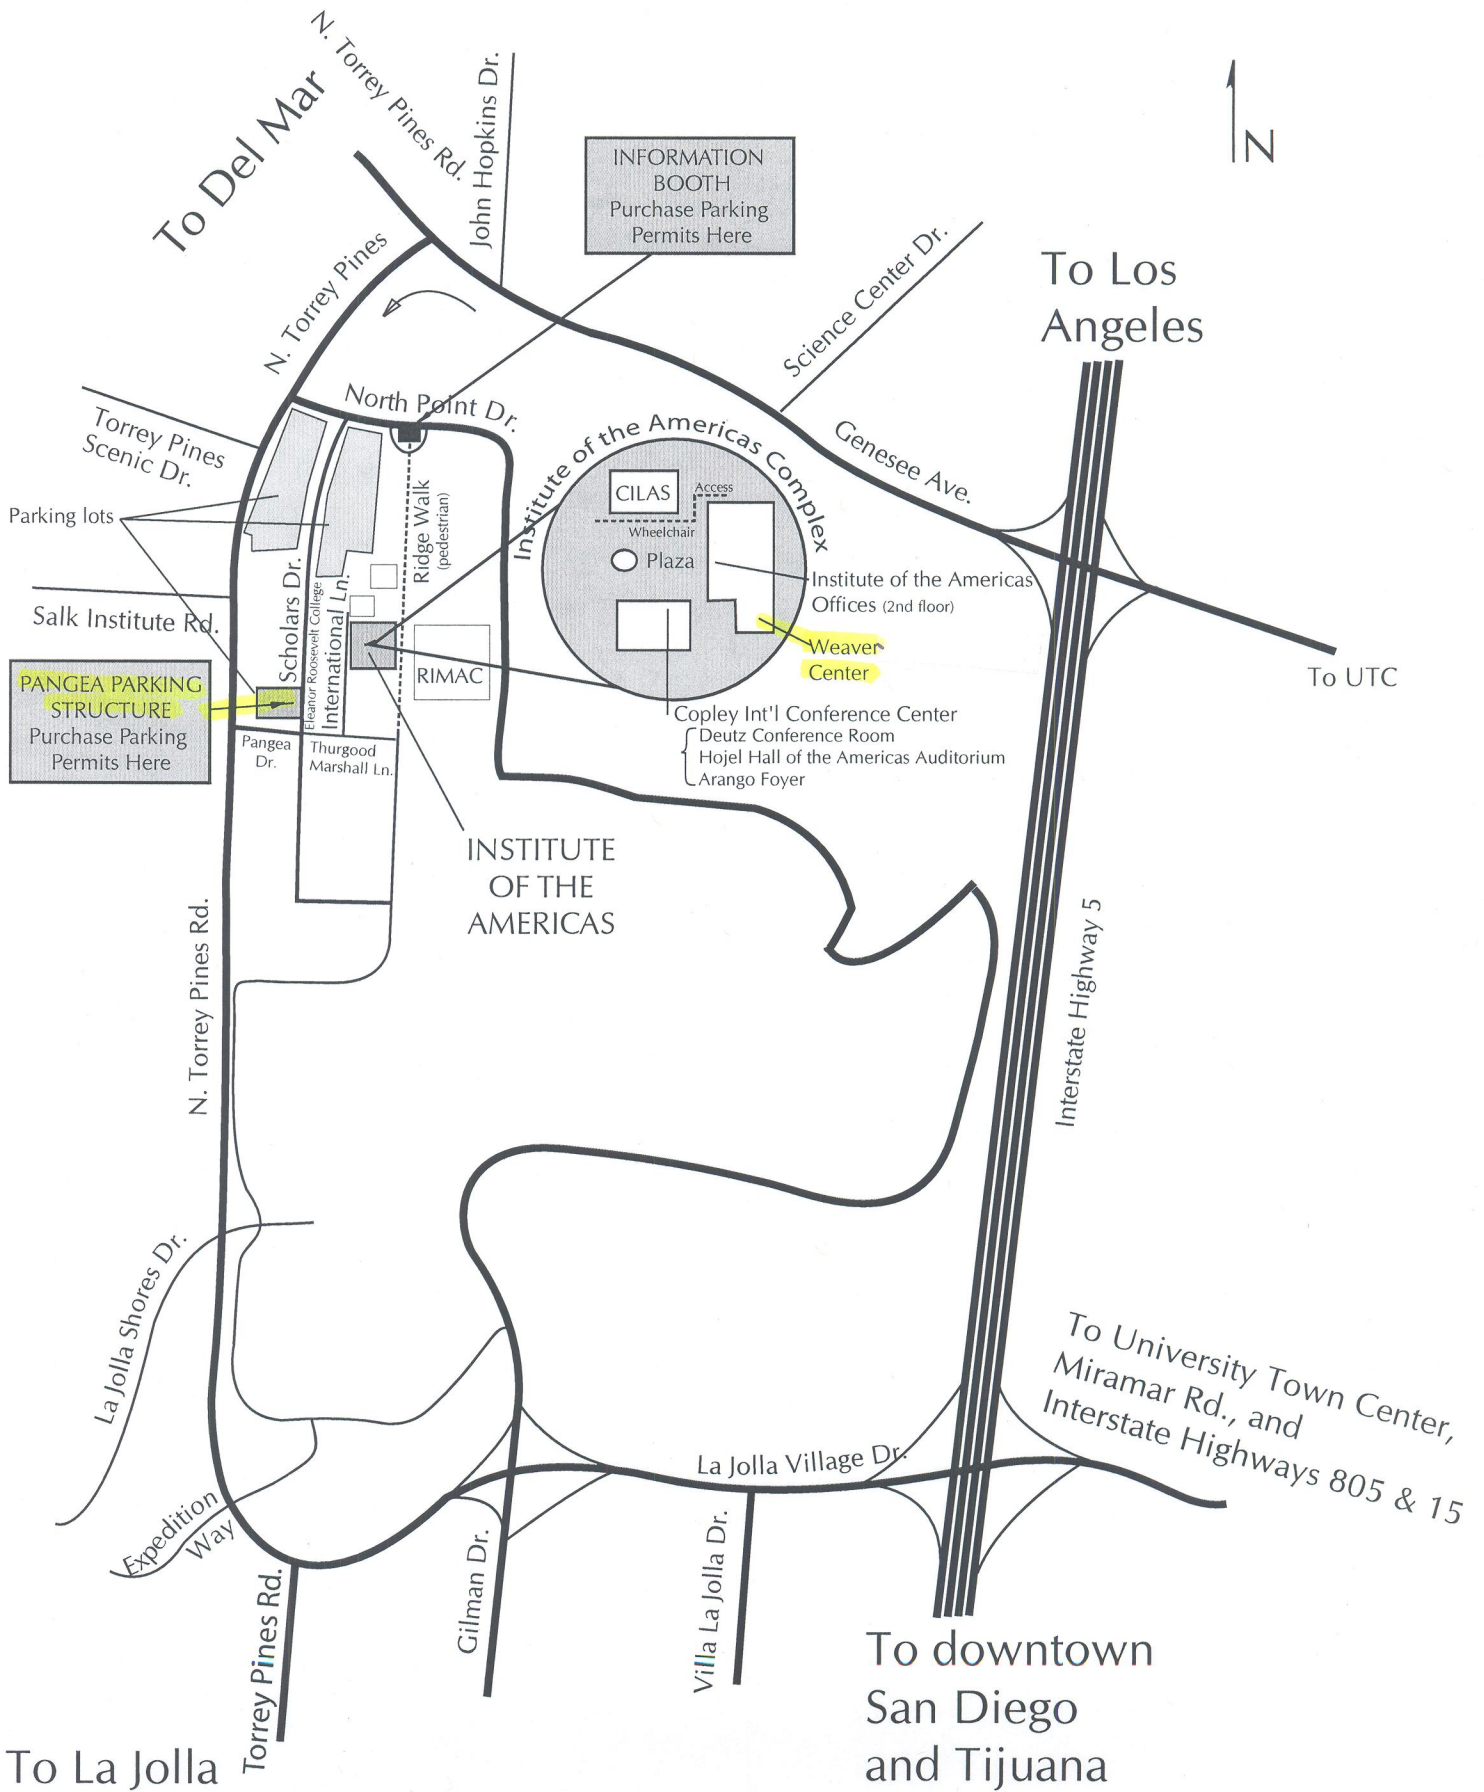 N. Torrey Pines Rd.
John Hopkins Dr.
To Del Mar
N
INFORMATION
BOOTH
Purchase Parking
Permits Here
N. Torrey Pines
Science Center Dr.
To Los
Angeles
North Point Dr.
Torrey Pines
Scenic Dr.
Institute of the Americas Complex
Genesee Ave.
CILAS
Access
Wheelchair
Plaza
Parking lots
Ridge Walk
(pedestrian)
Institute of the Americas
Offices (2nd floor)
Salk Institute Rd.
Scholars Dr.
Eleanor Roosevelt College
International Ln.
Weaver
Center
RIMAC
To UTC
PANGEA PARKING
STRUCTURE
Purchase Parking
Permits Here
Copley Int'l Conference Center
Deutz Conference Room
Hojel Hall of the Americas Auditorium
Arango Foyer
Pangea
Dr.
Thurgood
Marshall Ln.
INSTITUTE
OF THE
AMERICAS
N. Torrey Pines Rd.
Interstate Highway 5
La Jolla Shores Dr.
To University Town Center,
Miramar Rd., and
Interstate Highways 805 & 15
La Jolla Village Dr.
Expedition
Way
Gilman Dr.
Villa La Jolla Dr.
Torrey Pines Rd.
To downtown
San Diego
and Tijuana
To La Jolla